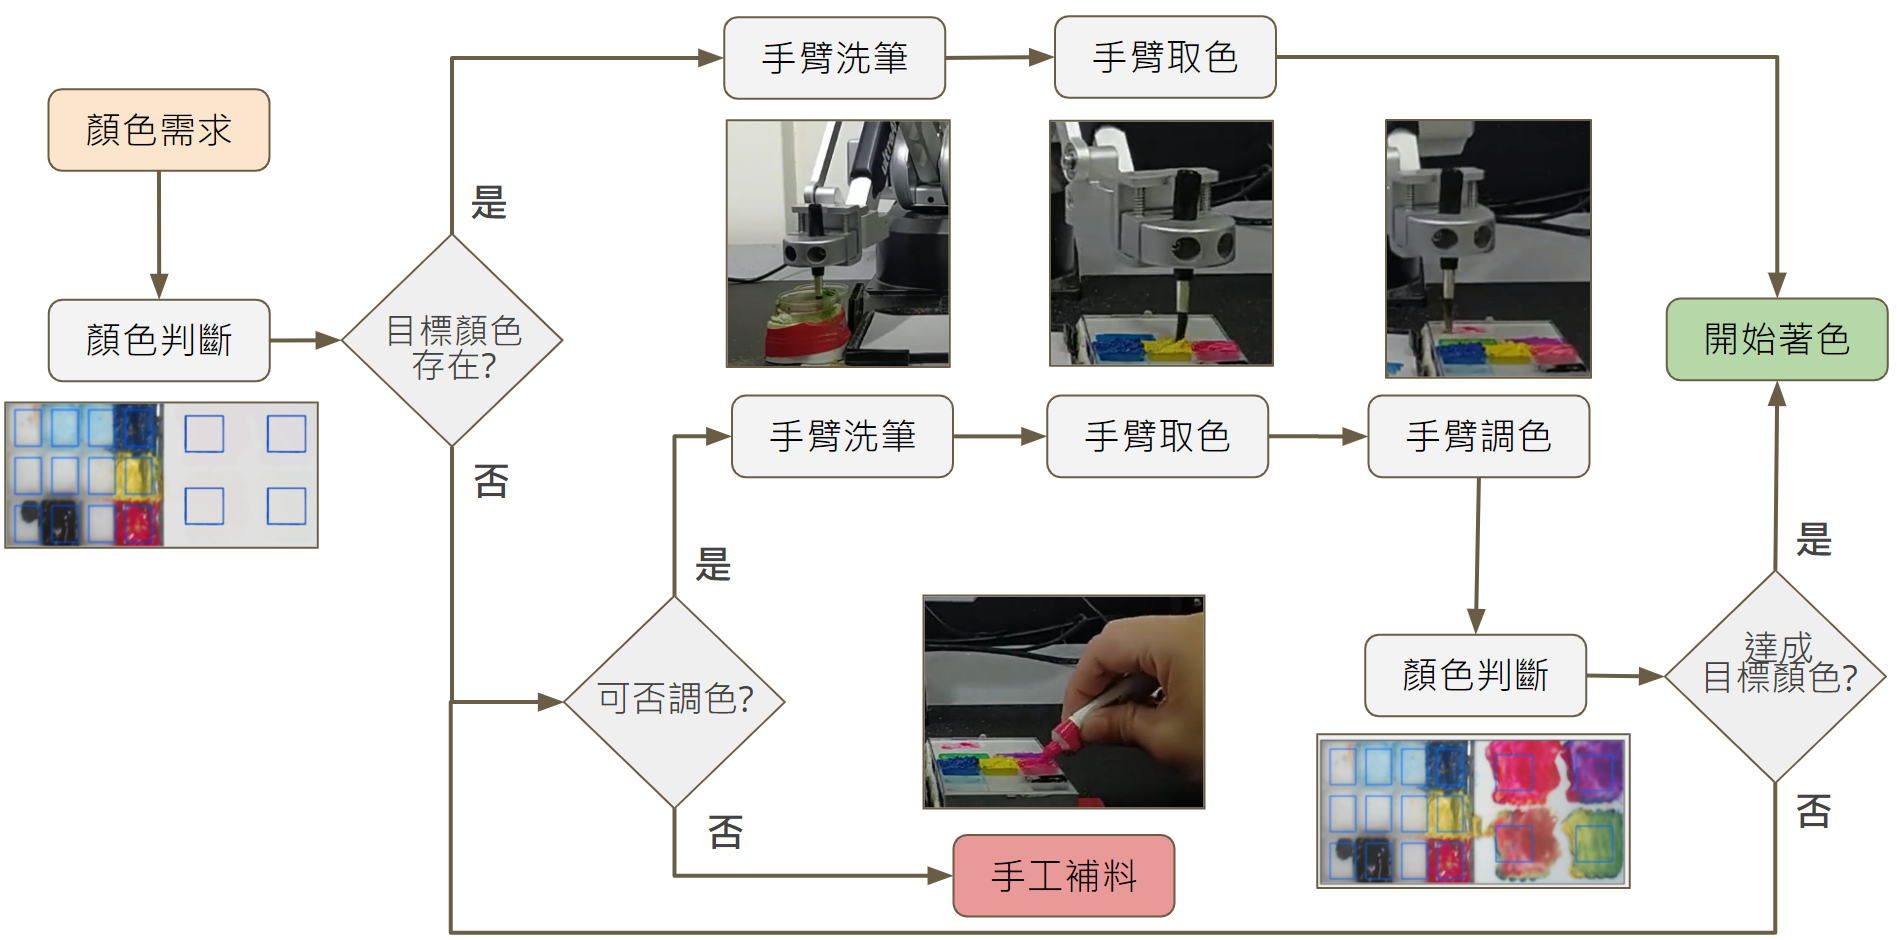 手臂洗筆
手臂取色
顏色需求
是
顏色判斷
目標顏色
存在?
開始著色
手臂洗筆
手臂取色
手臂調色
否
是
是
可否調色?
顏色判斷
達成
目標顏色?
否
否
手工補料